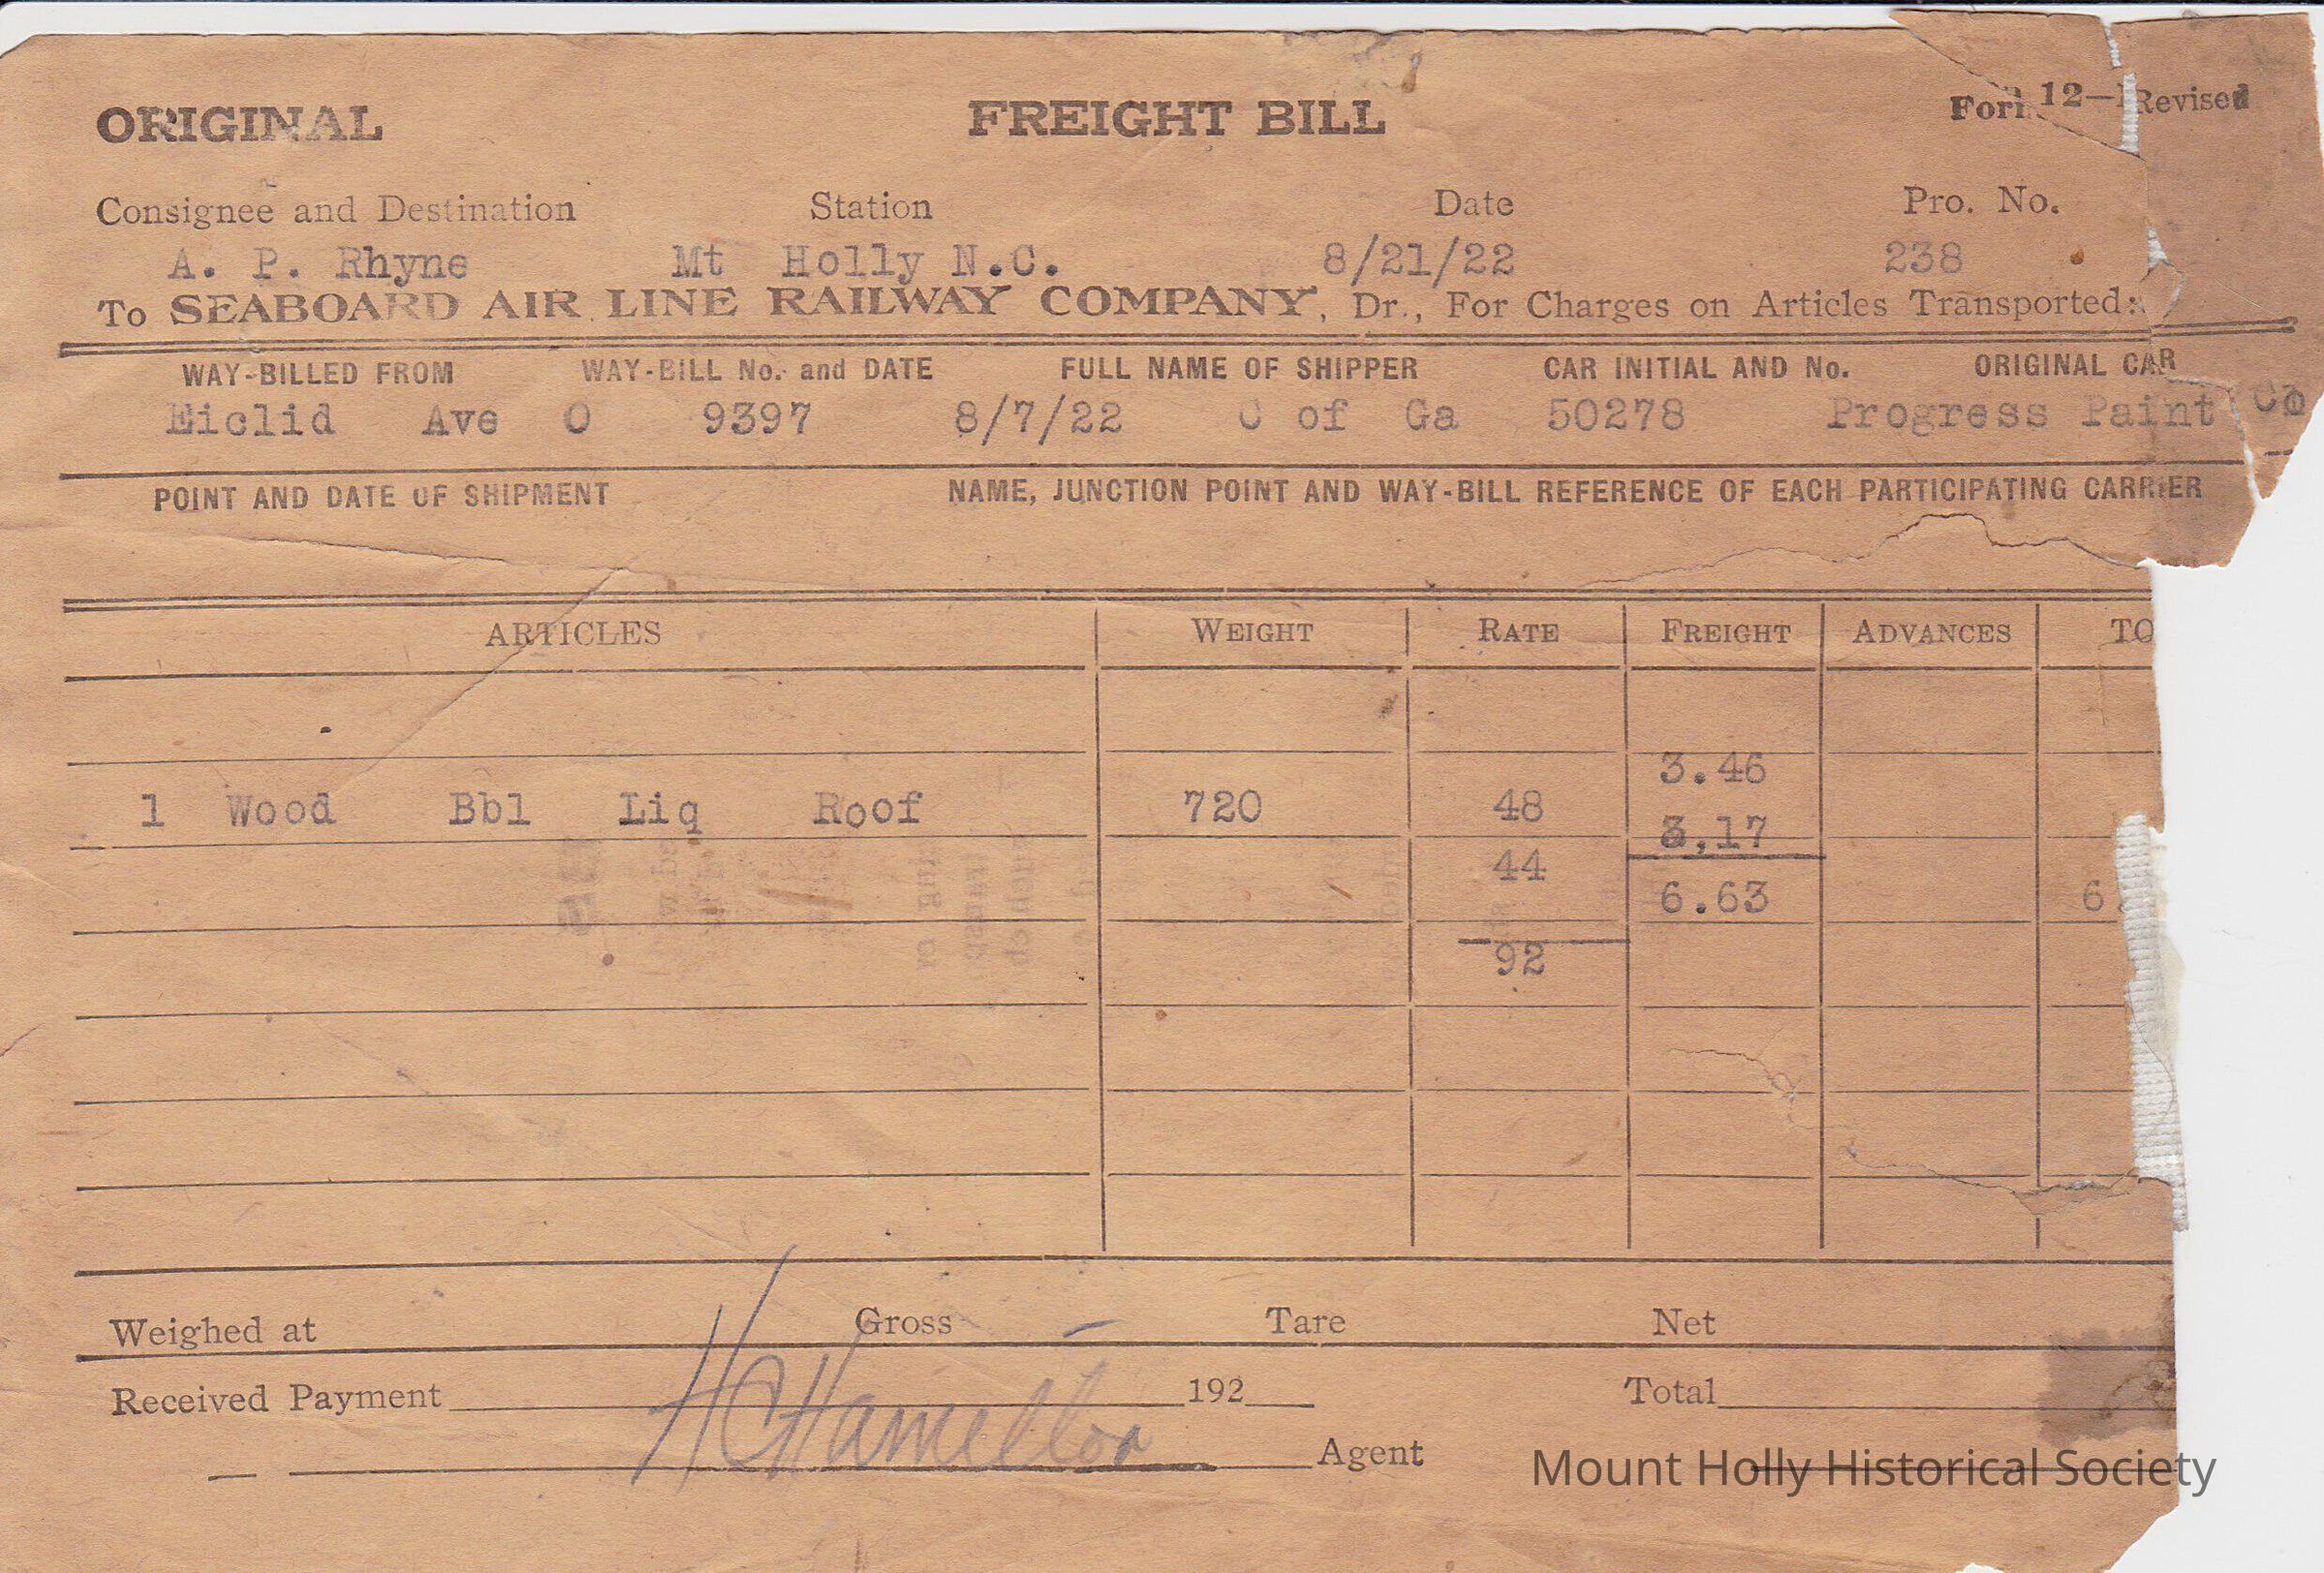 ORIGINAL FREIGHT BILL 12— Revised
Consignee and Destination Station Date Pro. No.
A. P. Rhyne Mt Holly N.C. 8/21/22 238
To SEABOARD AIR LINE RAILWAY COMPANY, Dr., For Charges on Articles Transported:
WAY-BILLED FROM WAY-BILL No. and DATE FULL NAME OF SHIPPER CAR INITIAL AND No. ORIGINAL CAR
Eiclid Ave O 9397 8/7/22 C of Ga 50278 Progress Paint Co
POINT AND DATE OF SHIPMENT NAME, JUNCTION POINT AND WAY-BILL REFERENCE OF EACH PARTICIPATING CARRIER
ARTICLES WEIGHT RATE FREIGHT ADVANCES TO
3.46
1 Wood Bbl Liq Roof 720 48
3,17
44
6.63 6
92
Weighed at Gross Tare Net
Received Payment 192 Total
H C Hamelton Agent
Mount Holly Historical Society